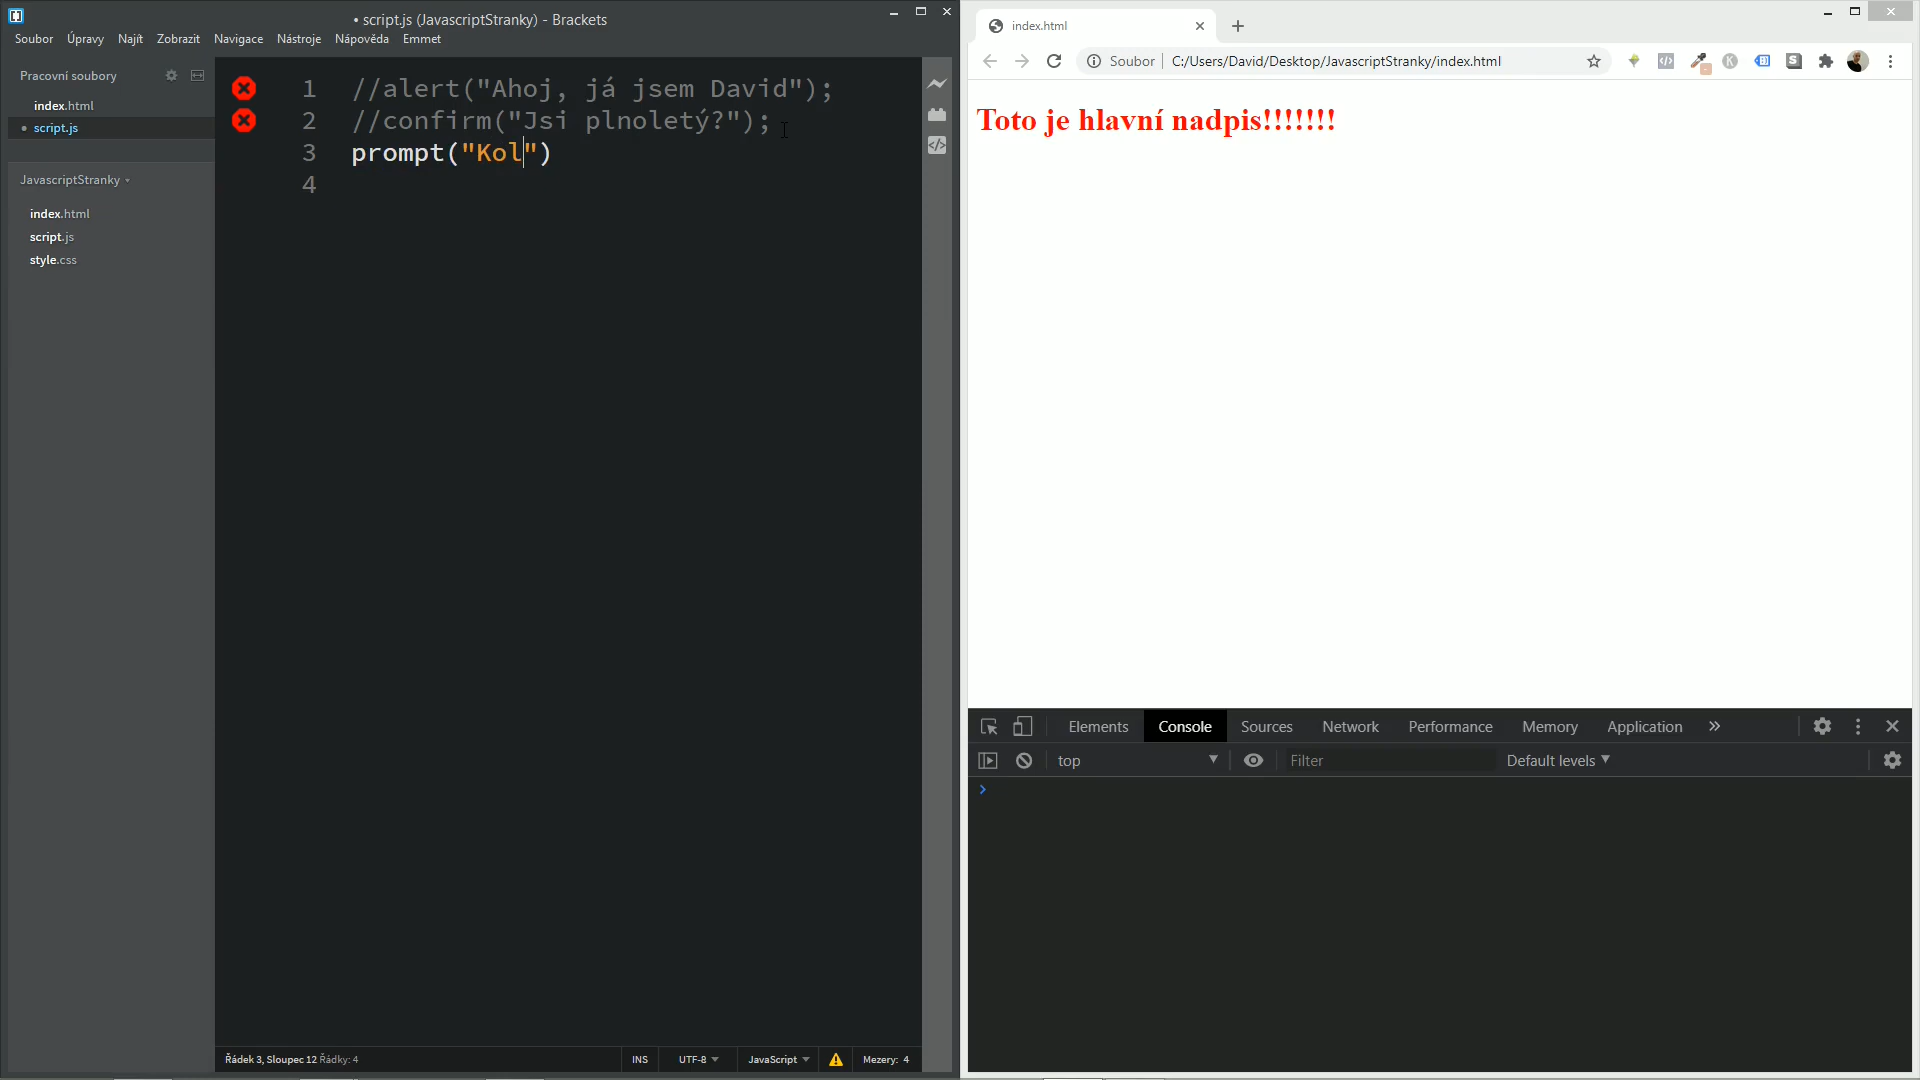 • script.js (JavascriptStranky) - Brackets
Soubor Úpravy Najít Zobrazit Navigace Nástroje Nápověda Emmet
Pracovní soubory
index.html
• script.js
JavascriptStranky
index.html
script.js
style.css
1 //alert("Ahoj, já jsem David");
2 //confirm("Jsi plnoletý?");
3 prompt("Kol")
4
Řádek 3, Sloupec 12 Řádky: 4
INS UTF-8 JavaScript Mezery: 4
index.html
Soubor C:/Users/David/Desktop/JavascriptStranky/index.html
Toto je hlavní nadpis!!!!!!!
Elements Console Sources Network Performance Memory Application »
top Filter Default levels